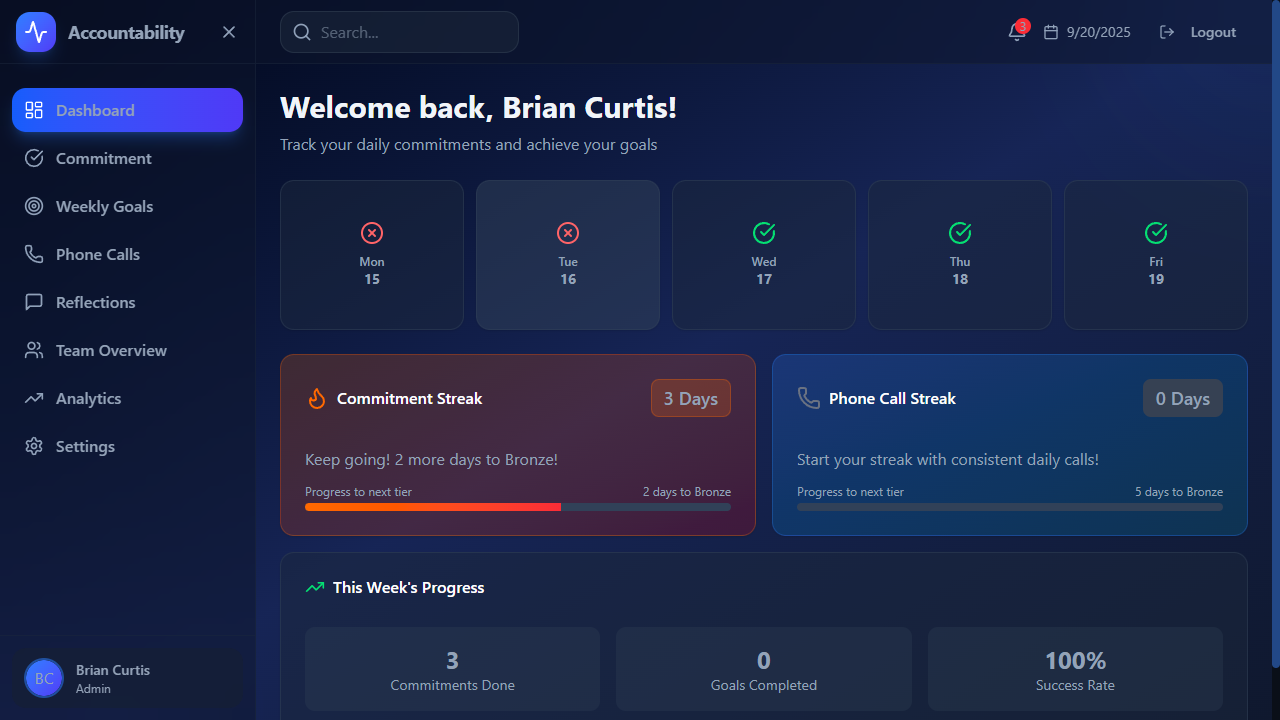 Accountability
Search...
3
9/20/2025
Logout
Dashboard
Commitment
Weekly Goals
Phone Calls
Reflections
Team Overview
Analytics
Settings
BC
Brian Curtis
Admin
Welcome back, Brian Curtis!
Track your daily commitments and achieve your goals
Mon
15
Tue
16
Wed
17
Thu
18
Fri
19
Commitment Streak
3 Days
Keep going! 2 more days to Bronze!
Progress to next tier
2 days to Bronze
Phone Call Streak
0 Days
Start your streak with consistent daily calls!
Progress to next tier
5 days to Bronze
This Week's Progress
3
Commitments Done
0
Goals Completed
100%
Success Rate